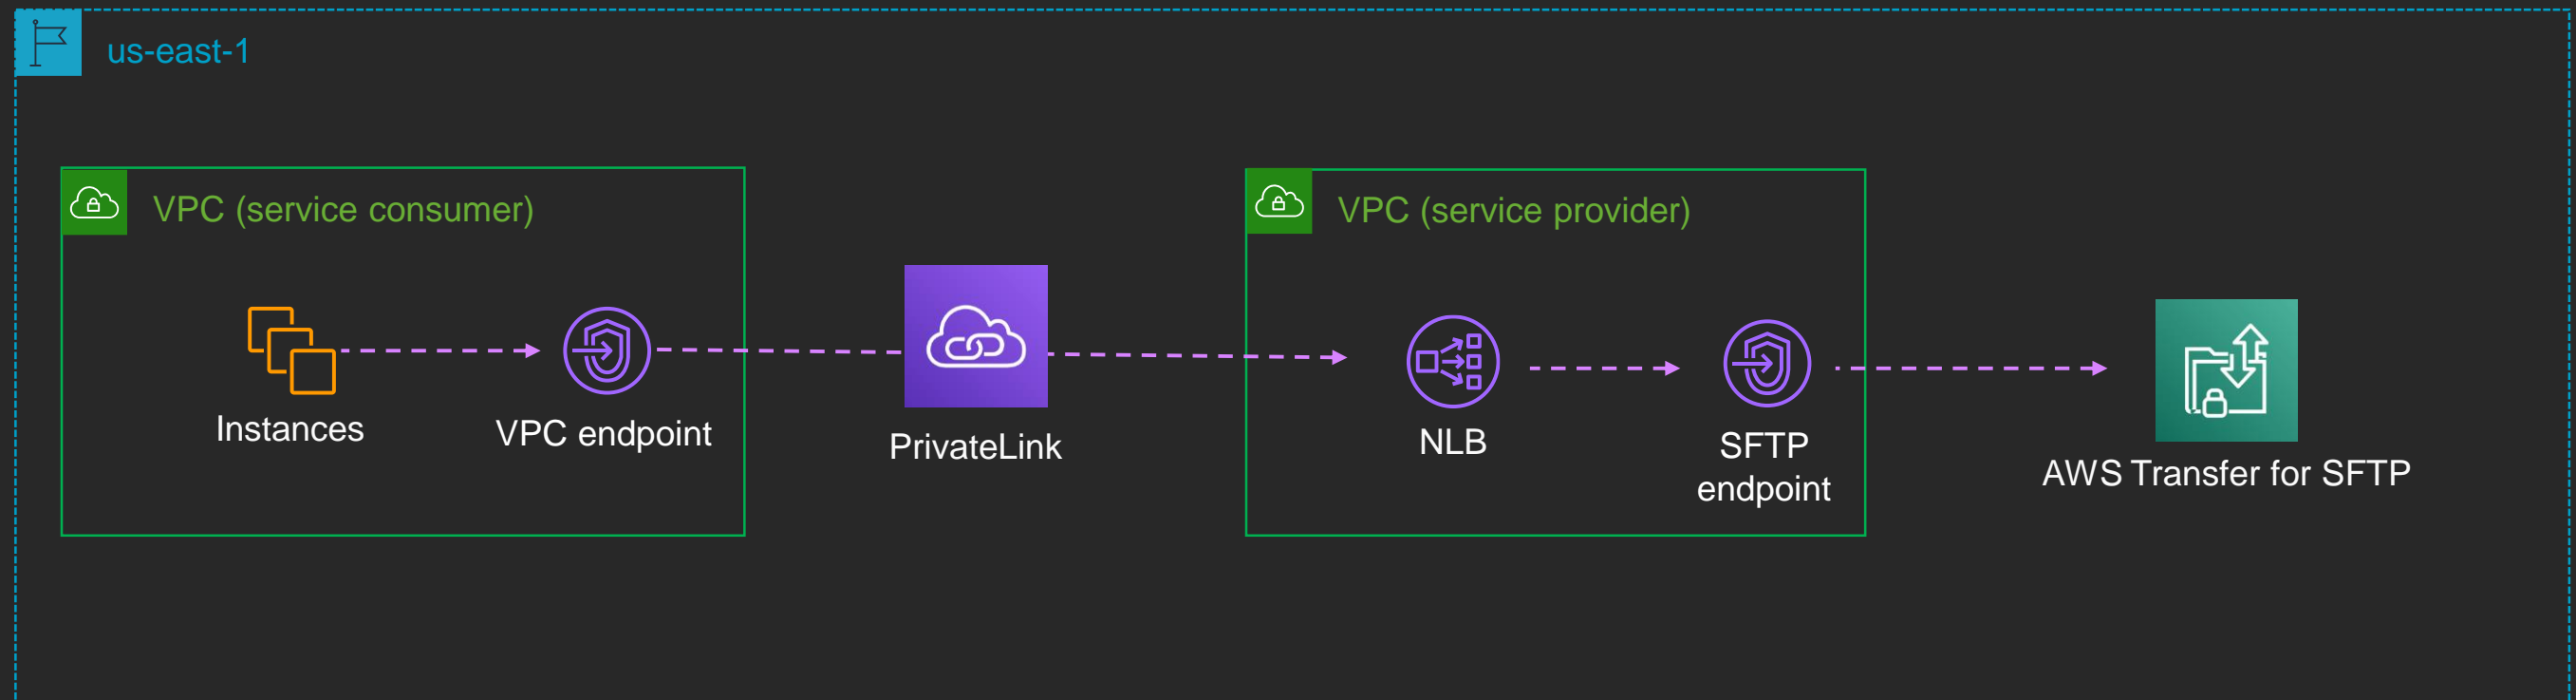 us-east-1
VPC (service consumer)
VPC (service provider)
Instances
VPC endpoint
PrivateLink
NLB
SFTP
endpoint
AWS Transfer for SFTP